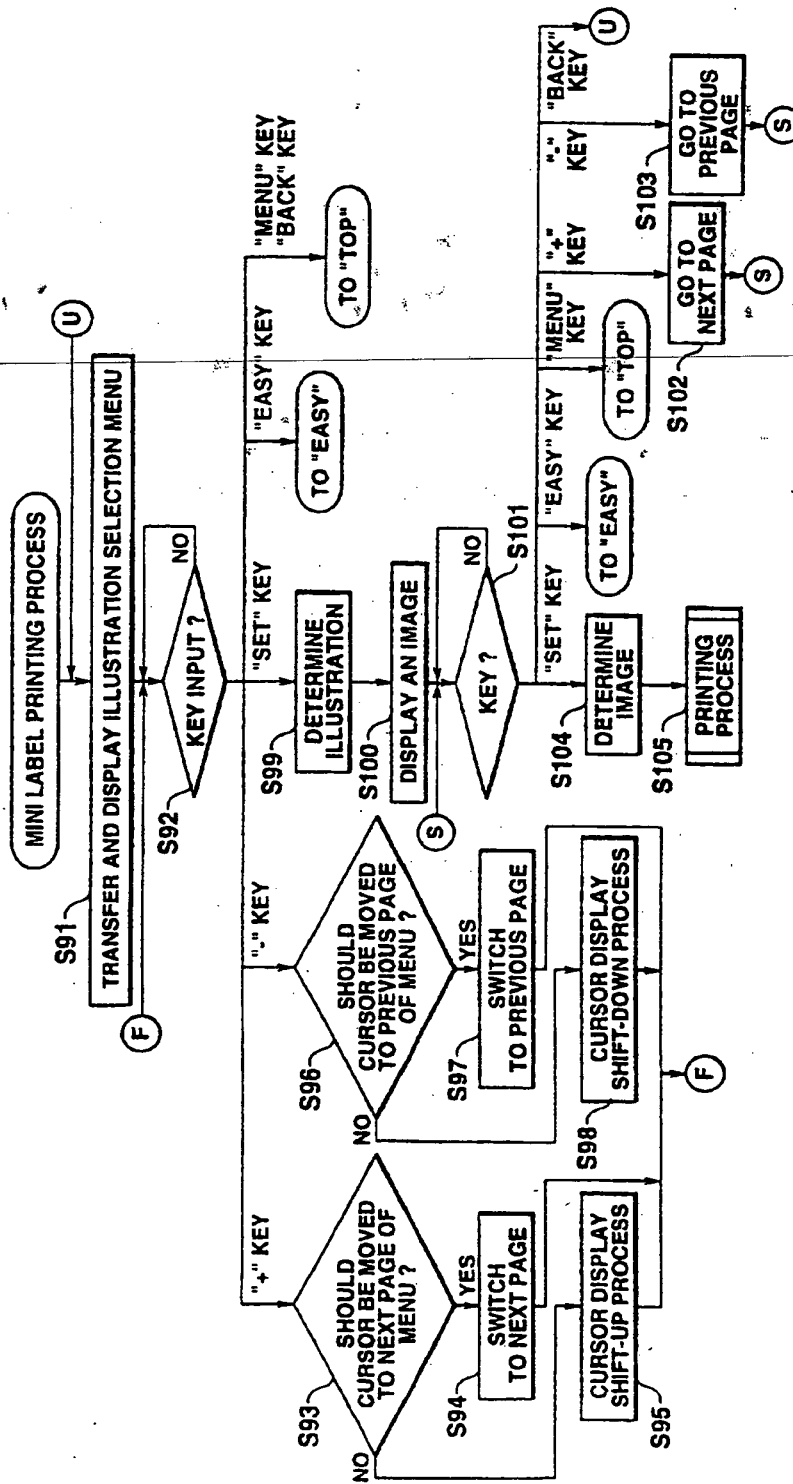 MINI LABEL PRINTING PROCESS
U
S91
TRANSFER AND DISPLAY ILLUSTRATION SELECTION MENU
F
S92
KEY INPUT ?
NO
"+" KEY
"-" KEY
"SET" KEY
"EASY" KEY
"MENU" KEY
"BACK" KEY
S93
SHOULD
CURSOR BE MOVED
TO NEXT PAGE OF
MENU ?
NO
YES
S94
SWITCH
TO NEXT PAGE
S95
CURSOR DISPLAY
SHIFT-UP PROCESS
S96
SHOULD
CURSOR BE MOVED
TO PREVIOUS PAGE
OF MENU ?
NO
YES
S97
SWITCH
TO PREVIOUS PAGE
S98
CURSOR DISPLAY
SHIFT-DOWN PROCESS
F
S99
DETERMINE
ILLUSTRATION
TO "EASY"
TO "TOP"
S100
DISPLAY AN IMAGE
S
KEY ?
NO
S101
"SET" KEY
"EASY" KEY
"MENU"
KEY
"+"
KEY
"-"
KEY
"BACK"
KEY
S104
DETERMINE
IMAGE
S105
PRINTING
PROCESS
TO "EASY"
TO "TOP"
S102
GO TO
NEXT PAGE
S
S103
GO TO
PREVIOUS
PAGE
S
U